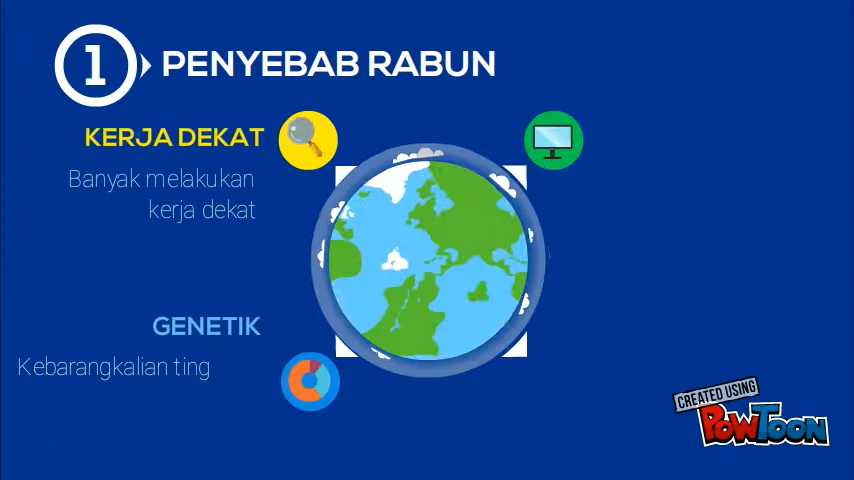 1
PENYEBAB RABUN
KERJA DEKAT
Banyak melakukan
kerja dekat
GENETIK
Kebarangkalian ting
CREATED USING
POWTOON